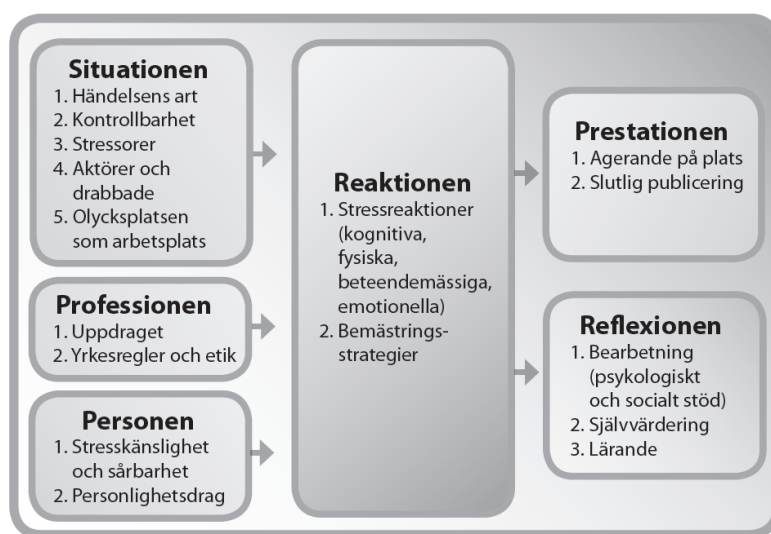 Situationen
1. Händelsens art
2. Kontrollbarhet
3. Stressorer
4. Aktörer och
drabbade
5. Olycksplatsen
som arbetsplats
Professionen
1. Uppdraget
2. Yrkesregler och etik
Personen
1. Stresskänslighet
och sårbarhet
2. Personlighetsdrag
Reaktionen
1. Stressreaktioner
(kognitiva,
fysiska,
beteendemässiga,
emotionella)
2. Bemästrings-
strategier
Prestationen
1. Agerande på plats
2. Slutlig publicering
Reflexionen
1. Bearbetning
(psykologiskt
och socialt stöd)
2. Självvärdering
3. Lärande